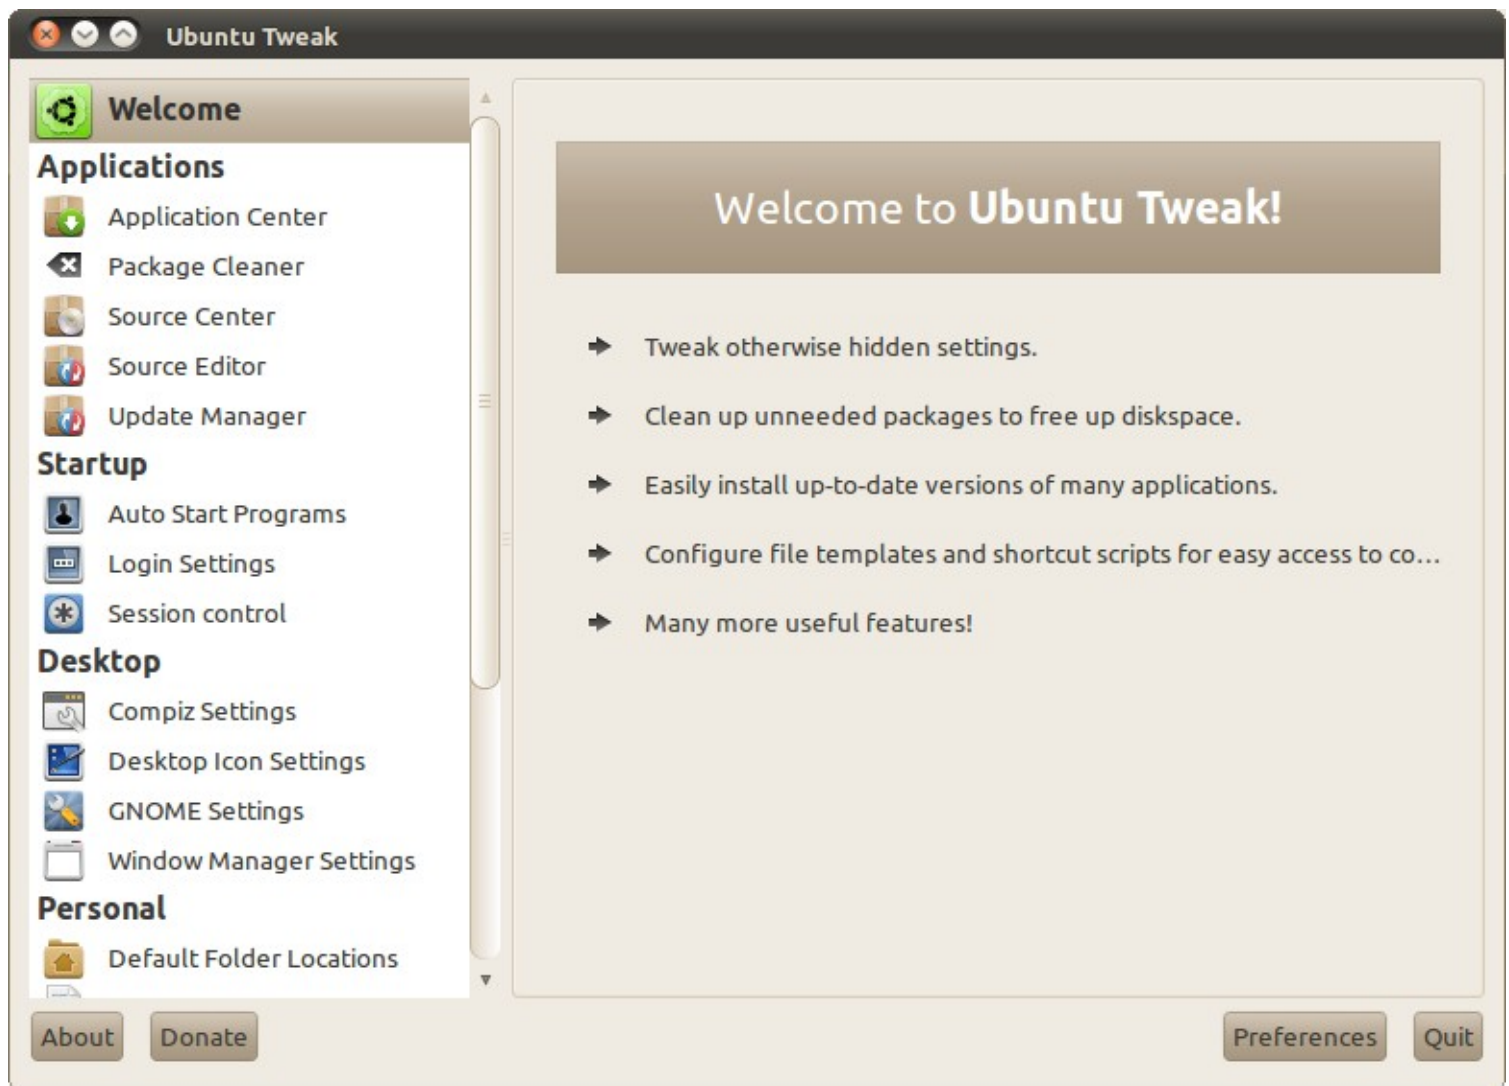 Ubuntu Tweak
Welcome
Applications
Application Center
Package Cleaner
Source Center
Source Editor
Update Manager
Startup
Auto Start Programs
Login Settings
Session control
Desktop
Compiz Settings
Desktop Icon Settings
GNOME Settings
Window Manager Settings
Personal
Default Folder Locations
Welcome to Ubuntu Tweak!
Tweak otherwise hidden settings.
Clean up unneeded packages to free up diskspace.
Easily install up-to-date versions of many applications.
Configure file templates and shortcut scripts for easy access to co...
Many more useful features!
About
Donate
Preferences
Quit